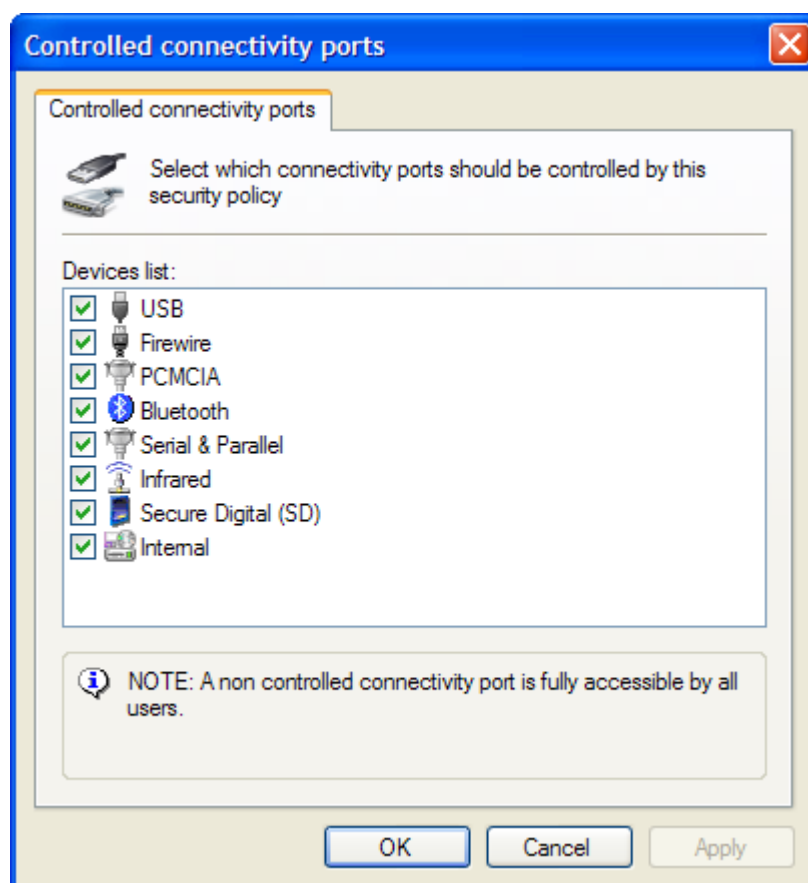 Controlled connectivity ports
Controlled connectivity ports
Select which connectivity ports should be controlled by this
security policy
Devices list:
USB
Firewire
PCMCIA
Bluetooth
Serial & Parallel
Infrared
Secure Digital (SD)
Internal
NOTE: A non controlled connectivity port is fully accessible by all
users.
OK Cancel Apply